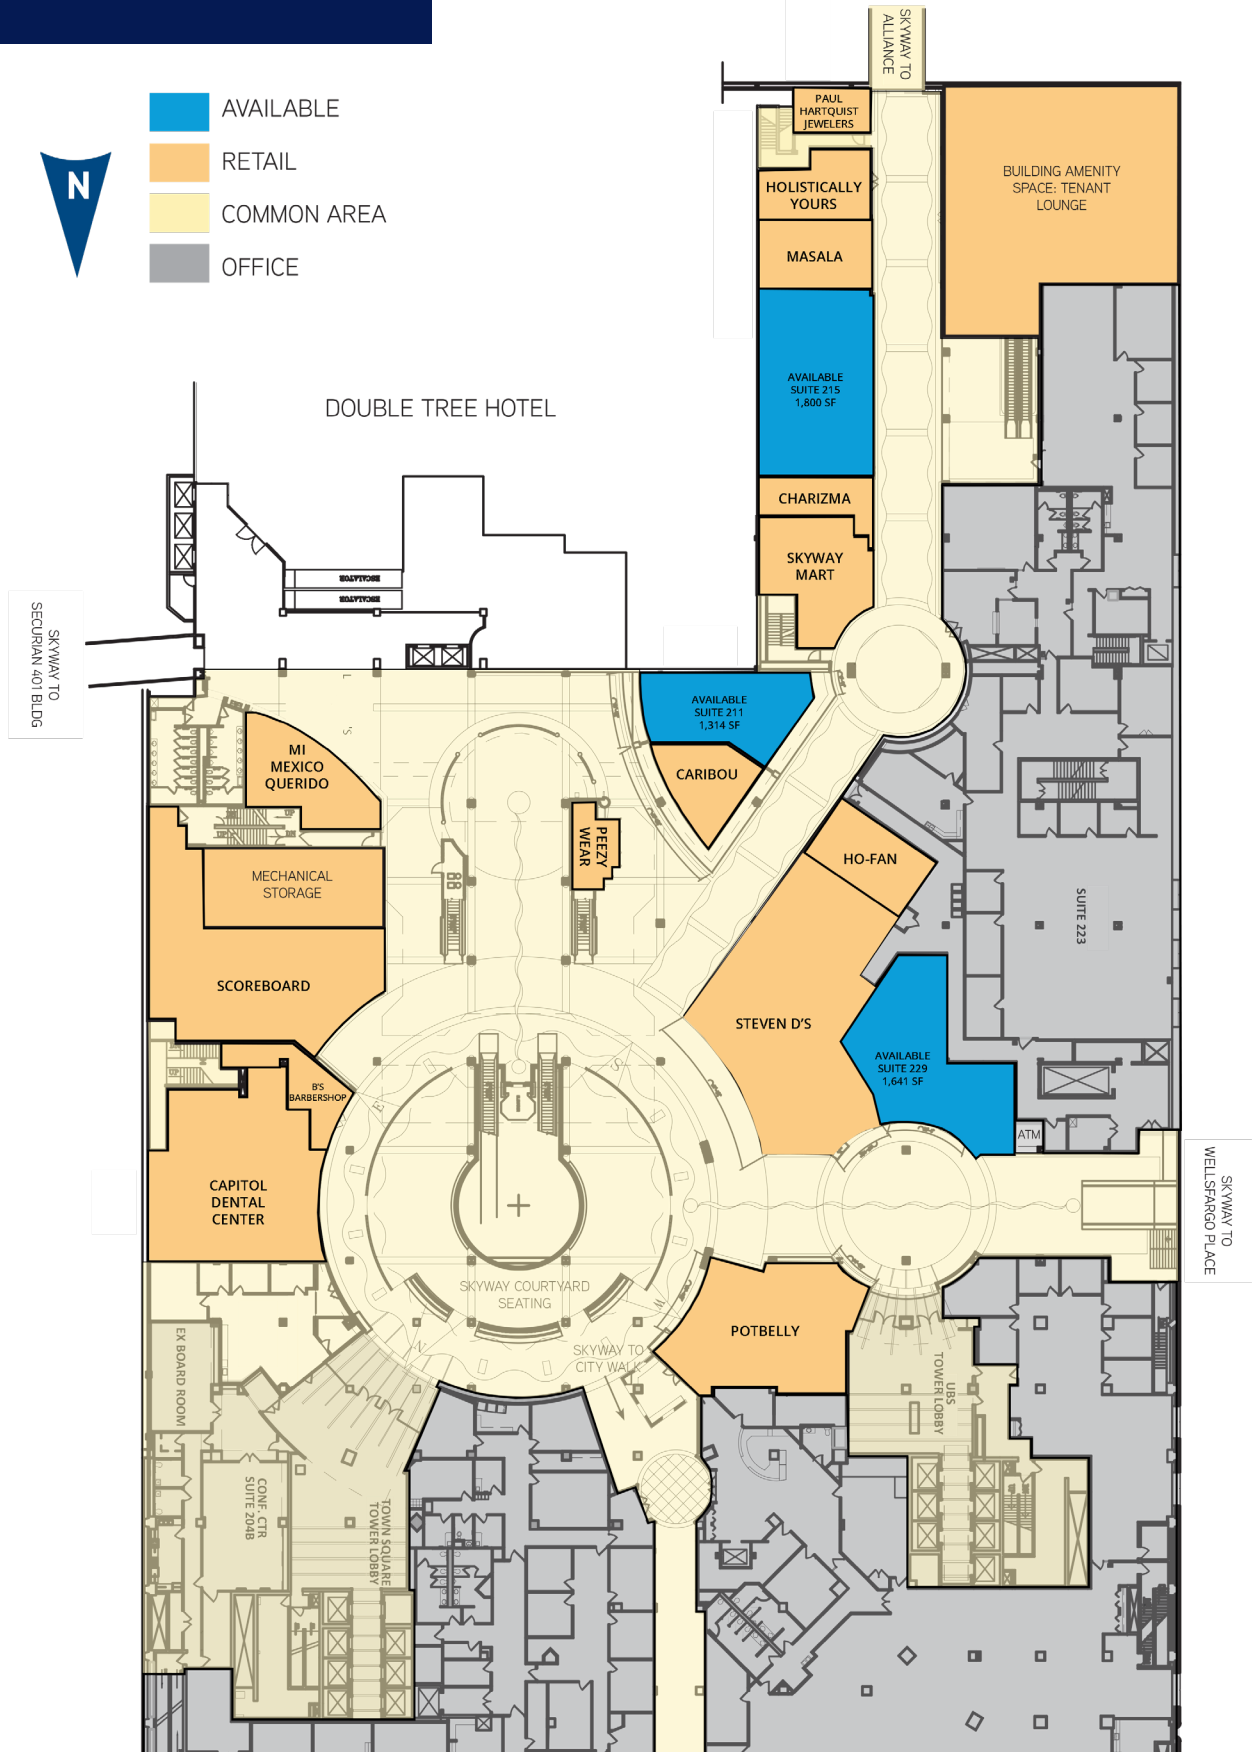 SKYWAY TO
ALLIANCE
AVAILABLE
RETAIL
COMMON AREA
OFFICE
N
PAUL
HARTQUIST
JEWELERS
BUILDING AMENITY
SPACE: TENANT
LOUNGE
HOLISTICALLY
YOURS
MASALA
AVAILABLE
SUITE 215
1,800 SF
DOUBLE TREE HOTEL
CHARIZMA
SKYWAY
MART
ESCALATOR
ESCALATOR
SKYWAY TO
SECURIAN 401 BLDG
AVAILABLE
SUITE 211
1,314 SF
MI
MEXICO
QUERIDO
CARIBOU
PEEZY
WEAR
HO-FAN
MECHANICAL
STORAGE
SUITE 223
SCOREBOARD
STEVEN D'S
AVAILABLE
SUITE 229
1,641 SF
B'S
BARBERSHOP
ATM
CAPITOL
DENTAL
CENTER
SKYWAY TO
WELLSFARGO PLACE
S
E
W
N
SKYWAY COURTYARD
SEATING
POTBELLY
SKYWAY TO
CITY WALK
EX BOARD ROOM
UBS
TOWER LOBBY
CONF. CTR
SUITE 204B
TOWN SQUARE
TOWER LOBBY